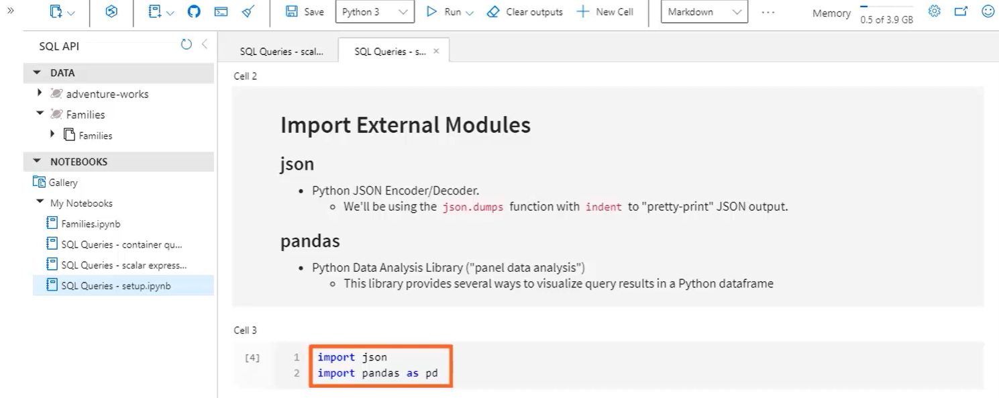 Save
Python 3
Run
Clear outputs
New Cell
Markdown
...
Memory
0.5 of 3.9 GB
SQL API
DATA
adventure-works
Families
Families
NOTEBOOKS
Gallery
My Notebooks
Families.ipynb
SQL Queries - container qu...
SQL Queries - scalar express...
SQL Queries - setup.ipynb
SQL Queries - scal...
SQL Queries - s...
Cell 2
Import External Modules
json
• Python JSON Encoder/Decoder.
○ We'll be using the json.dumps function with indent to "pretty-print" JSON output.
pandas
• Python Data Analysis Library ("panel data analysis")
○ This library provides several ways to visualize query results in a Python dataframe
Cell 3
[4]
1 import json
2 import pandas as pd